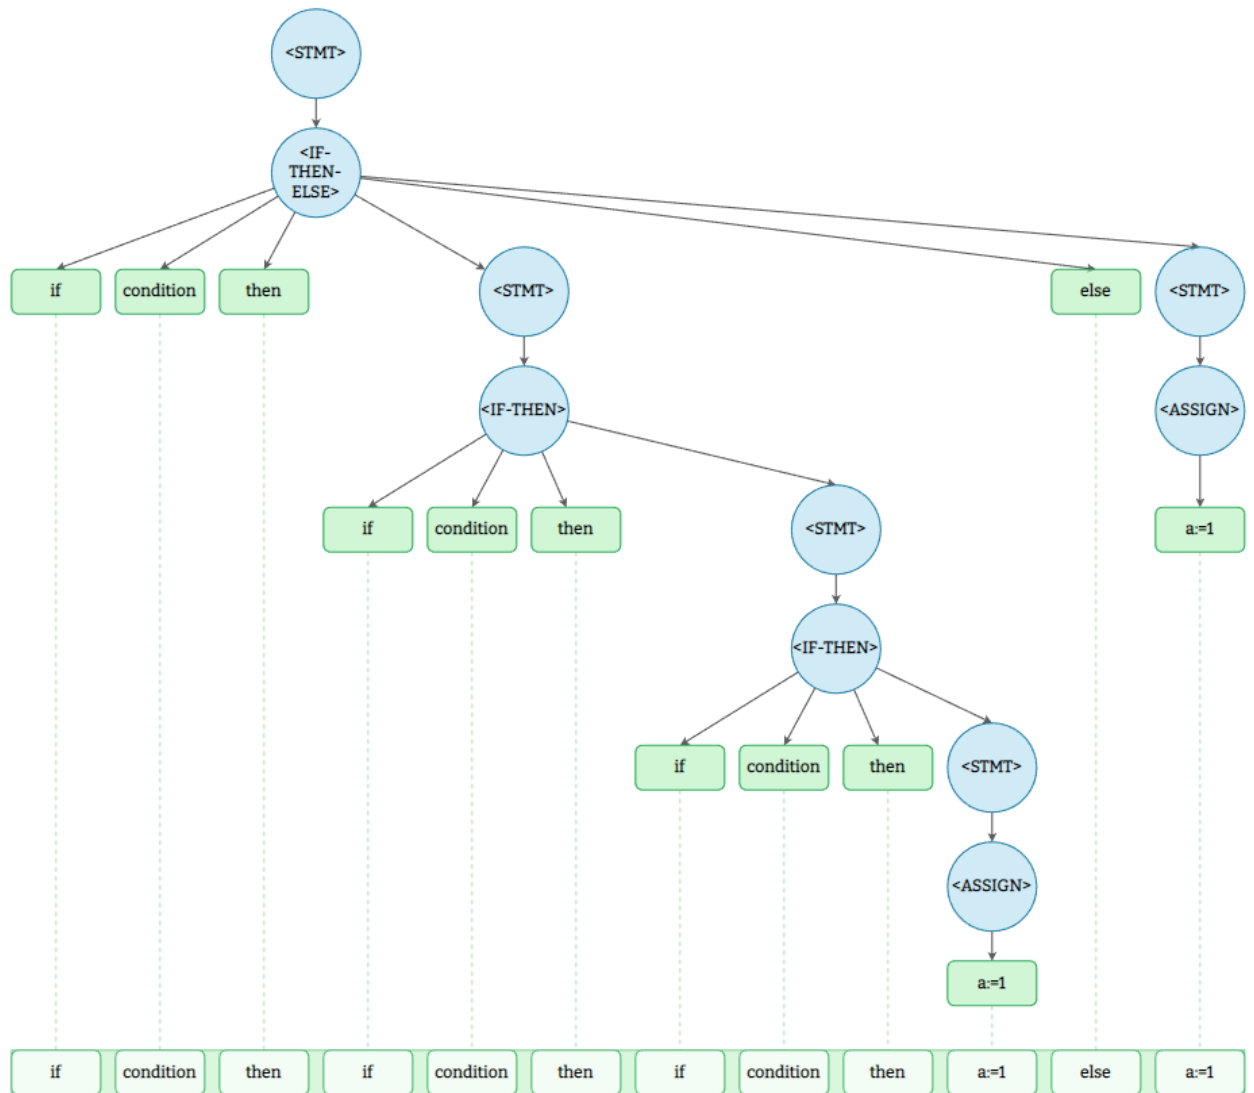 <STMT>
<IF-
THEN-
ELSE>
if condition then <STMT> else <STMT>
<IF-THEN> <ASSIGN>
if condition then <STMT> a:=1
<IF-THEN>
if condition then <STMT>
<ASSIGN>
a:=1
if condition then if condition then if condition then a:=1 else a:=1